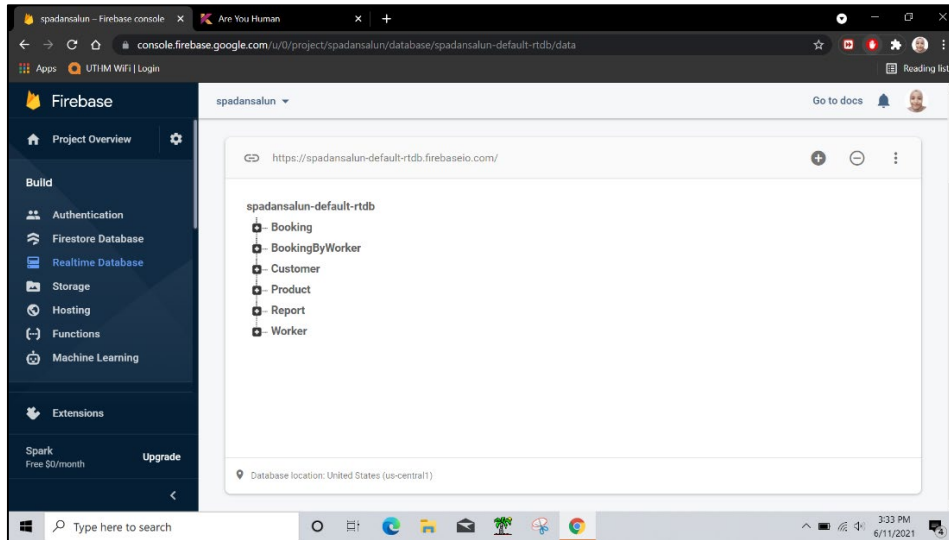 spadansalun – Firebase console
Are You Human
console.firebase.google.com/u/0/project/spadansalun/database/spadansalun-default-rtdb/data
Apps
UTHM WiFi | Login
Reading list
Firebase
spadansalun
Go to docs
Project Overview
https://spadansalun-default-rtdb.firebaseio.com/
Build
Authentication
Firestore Database
Realtime Database
Storage
Hosting
Functions
Machine Learning
Extensions
Spark
Free $0/month
Upgrade
spadansalun-default-rtdb
Booking
BookingByWorker
Customer
Product
Report
Worker
Database location: United States (us-central1)
Type here to search
3:33 PM
6/11/2021
4